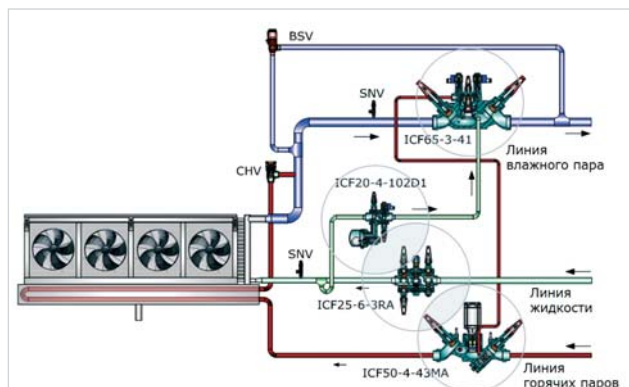 BSV
SNV
ICF65-3-41
Линия
влажного пара
CHV
ICF20-4-102D1
SNV
ICF25-6-3RA
Линия
жидкости
ICF50-4-43MA
Линия
горячих паров